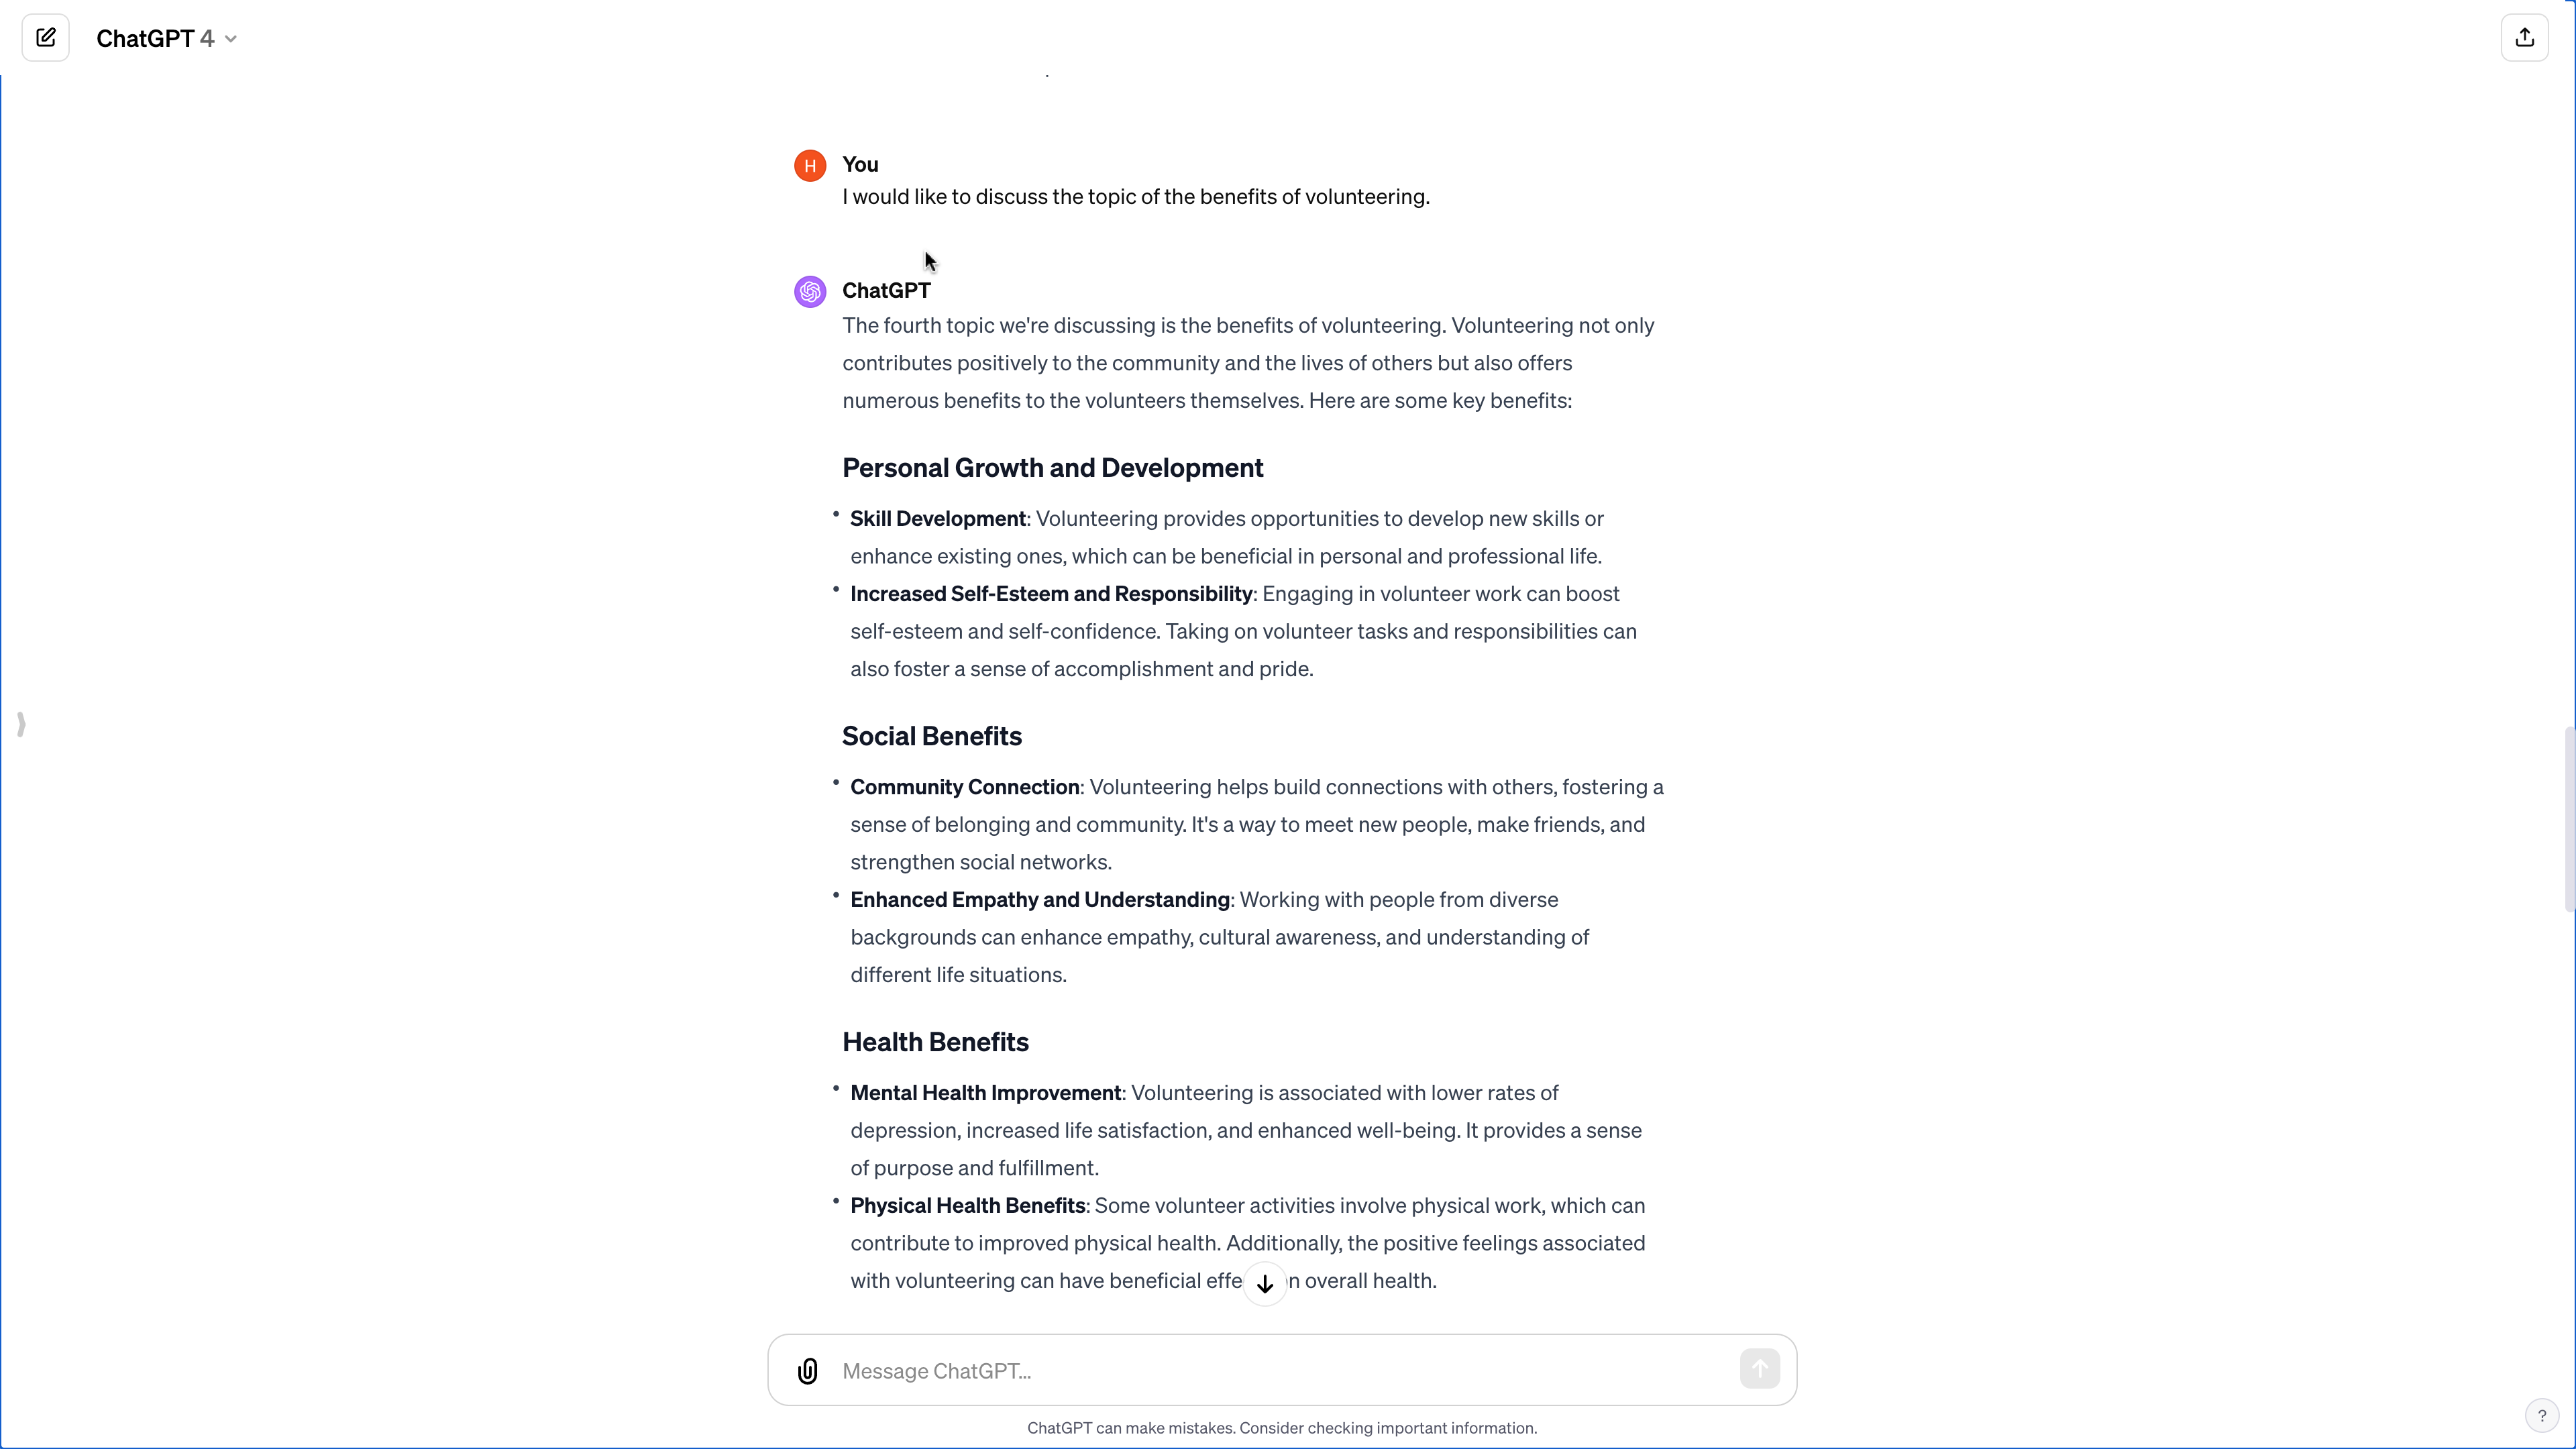 ChatGPT 4
You
I would like to discuss the topic of the benefits of volunteering.
ChatGPT
The fourth topic we're discussing is the benefits of volunteering. Volunteering not only
contributes positively to the community and the lives of others but also offers
numerous benefits to the volunteers themselves. Here are some key benefits:
Personal Growth and Development
• Skill Development: Volunteering provides opportunities to develop new skills or
enhance existing ones, which can be beneficial in personal and professional life.
• Increased Self-Esteem and Responsibility: Engaging in volunteer work can boost
self-esteem and self-confidence. Taking on volunteer tasks and responsibilities can
also foster a sense of accomplishment and pride.
Social Benefits
• Community Connection: Volunteering helps build connections with others, fostering a
sense of belonging and community. It's a way to meet new people, make friends, and
strengthen social networks.
• Enhanced Empathy and Understanding: Working with people from diverse
backgrounds can enhance empathy, cultural awareness, and understanding of
different life situations.
Health Benefits
• Mental Health Improvement: Volunteering is associated with lower rates of
depression, increased life satisfaction, and enhanced well-being. It provides a sense
of purpose and fulfillment.
• Physical Health Benefits: Some volunteer activities involve physical work, which can
contribute to improved physical health. Additionally, the positive feelings associated
with volunteering can have beneficial overall health.
Message ChatGPT...
ChatGPT can make mistakes. Consider checking important information.
?
H